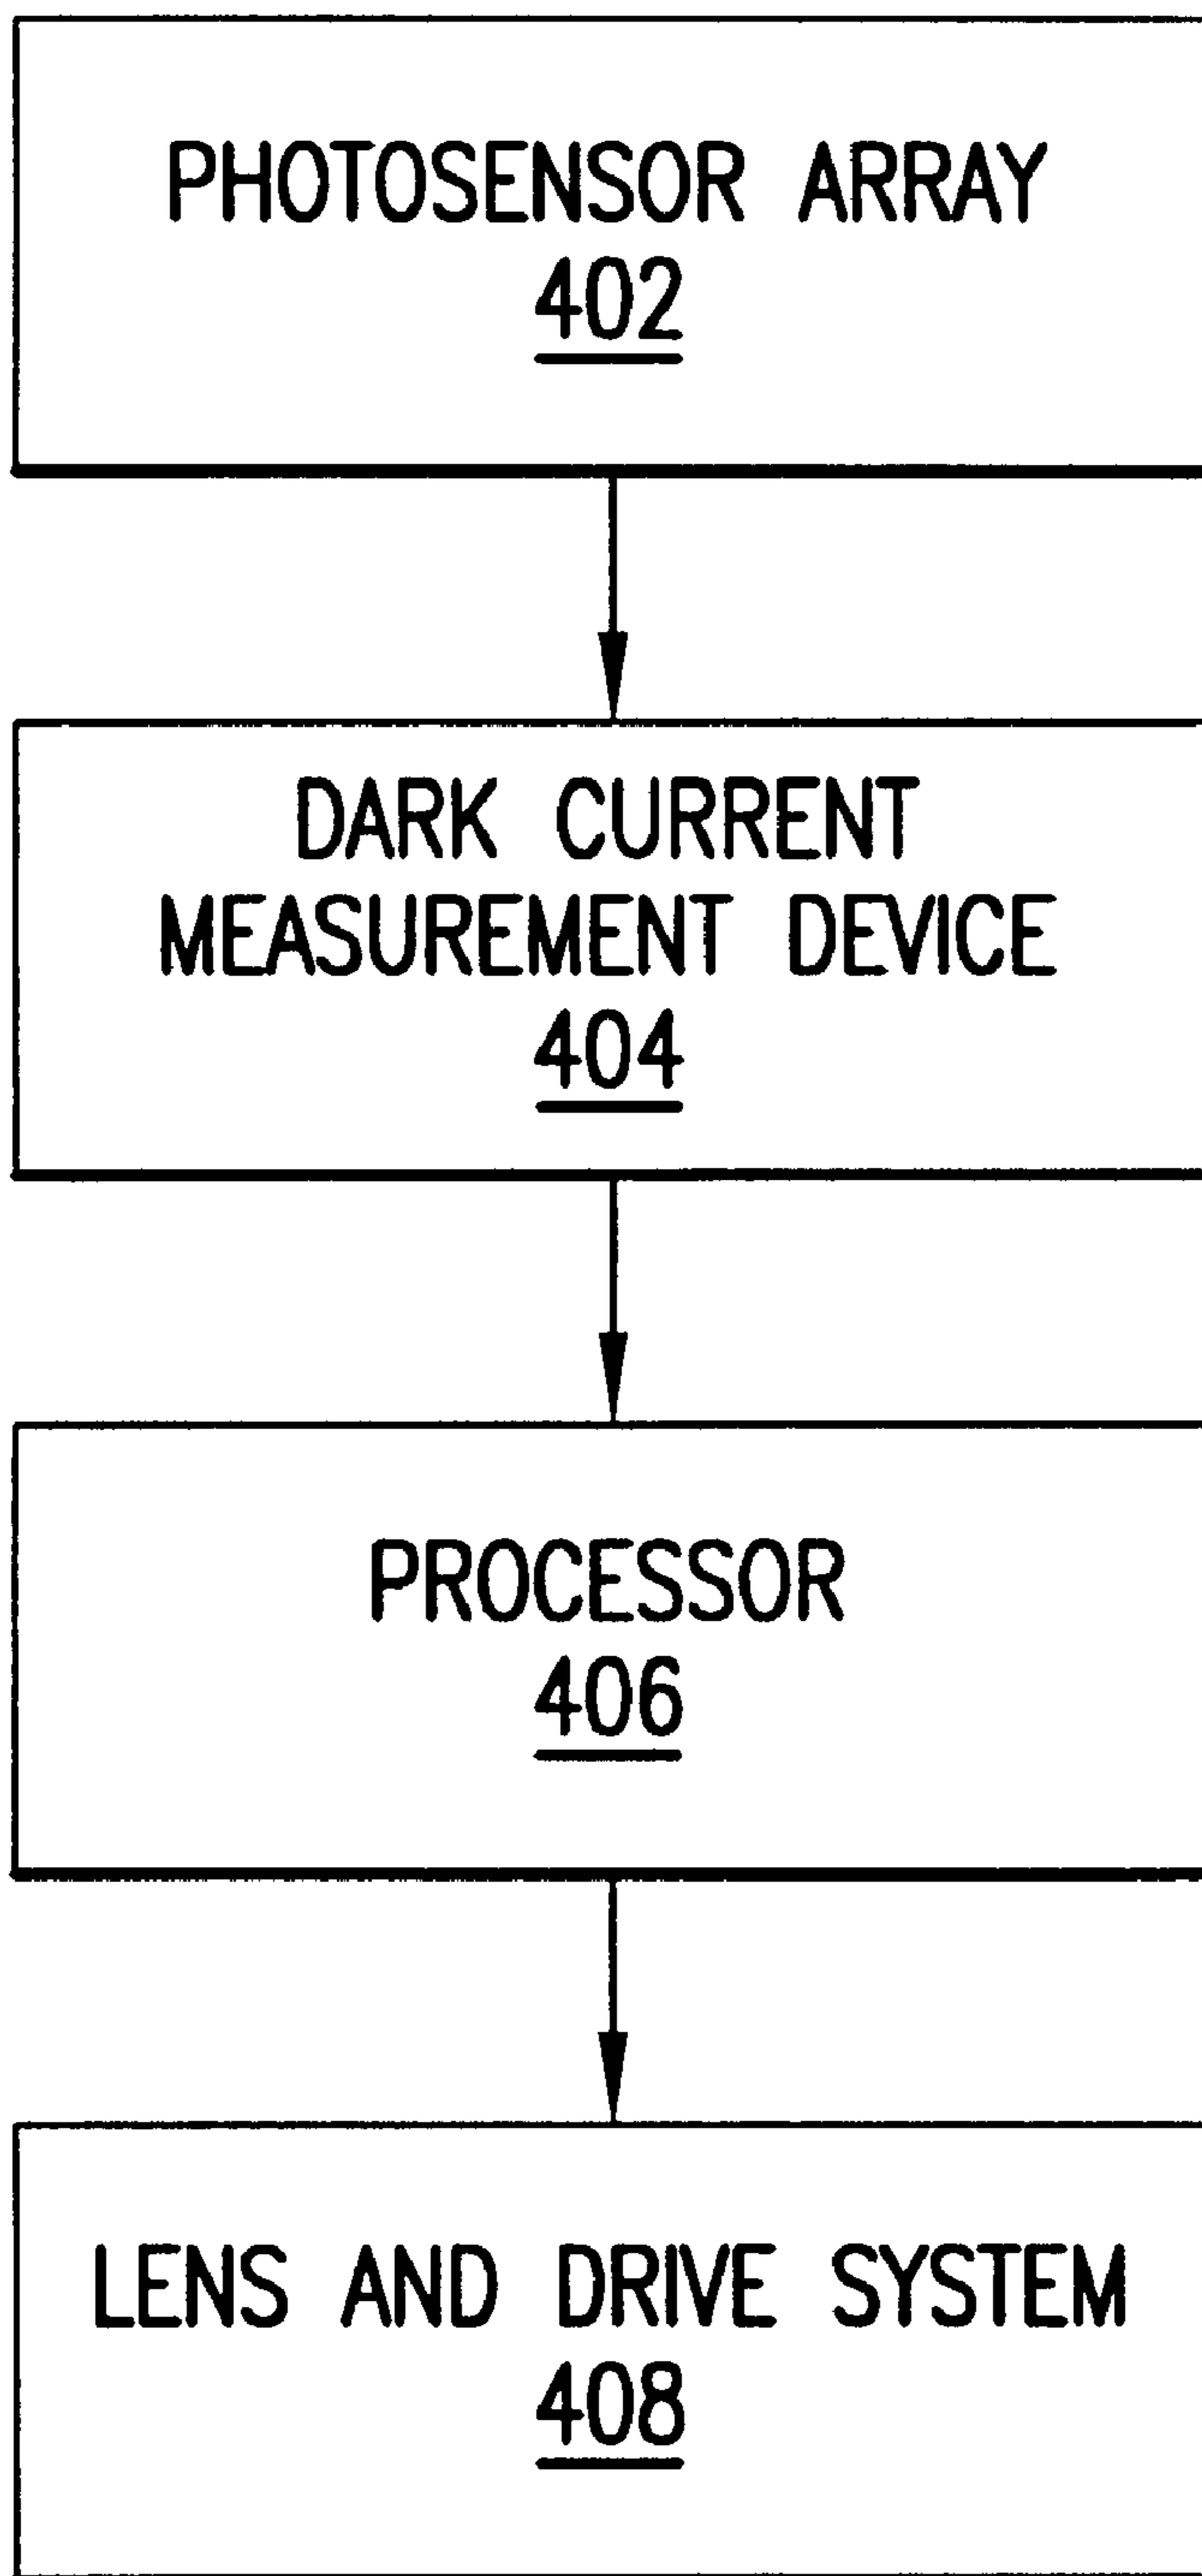 PHOTOSENSOR ARRAY
402
DARK CURRENT
MEASUREMENT DEVICE
404
PROCESSOR
406
LENS AND DRIVE SYSTEM
408